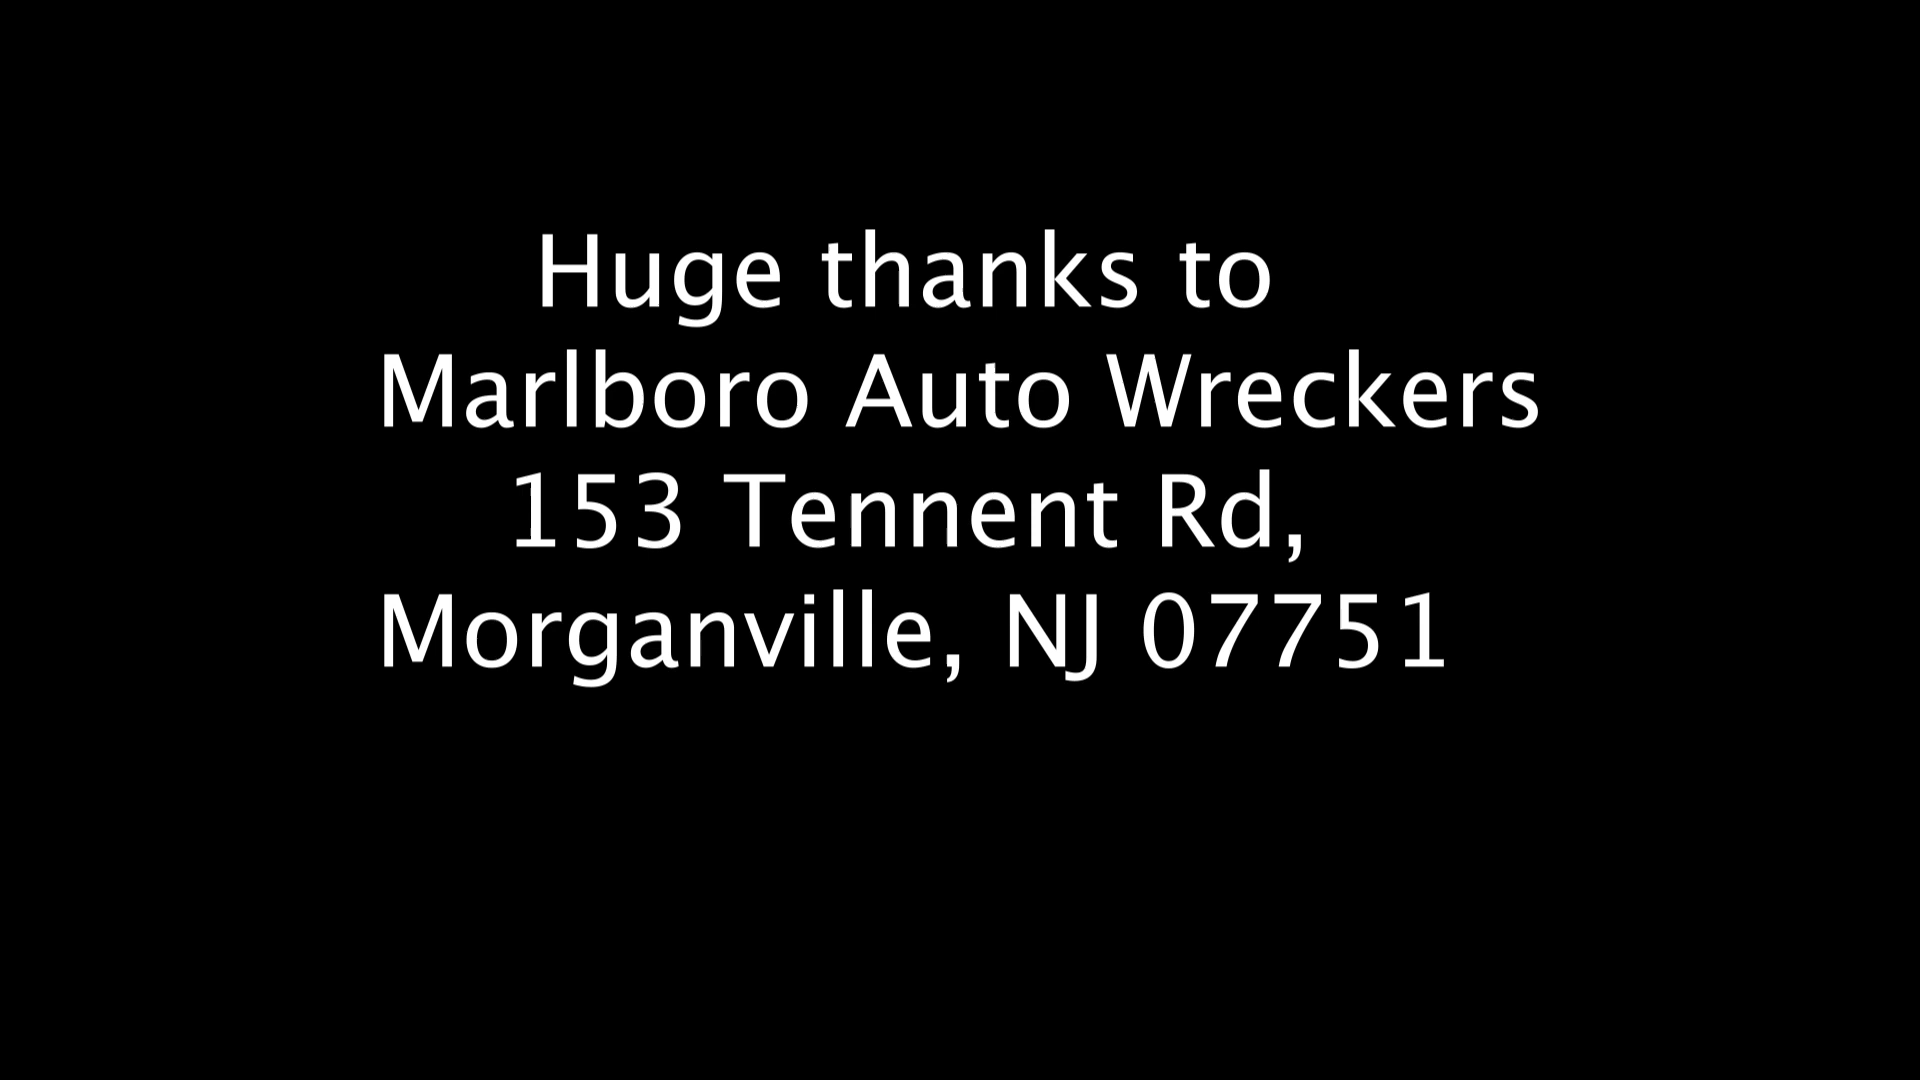 Huge thanks to
Marlboro Auto Wreckers
153 Tennent Rd,
Morganville, NJ 07751